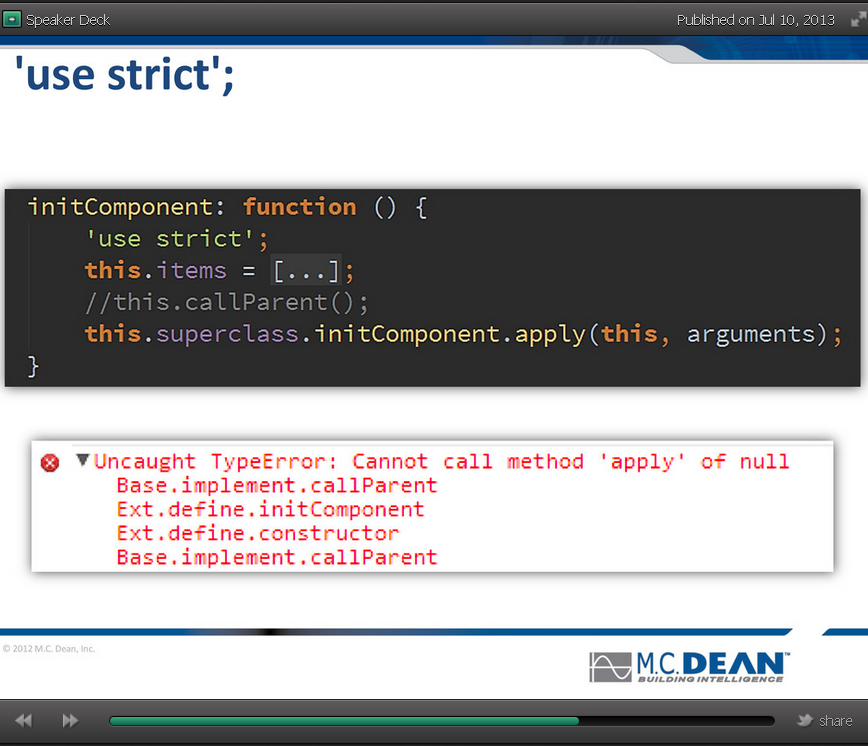 Speaker Deck
Published on Jul 10, 2013
'use strict';
initComponent: function () {
'use strict';
this.items = [...];
//this.callParent();
this.superclass.initComponent.apply(this, arguments);
}
Uncaught TypeError: Cannot call method 'apply' of null
Base.implement.callParent
Ext.define.initComponent
Ext.define.constructor
Base.implement.callParent
© 2012 M.C. Dean, Inc.
M.C.DEAN™
BUILDING INTELLIGENCE
share